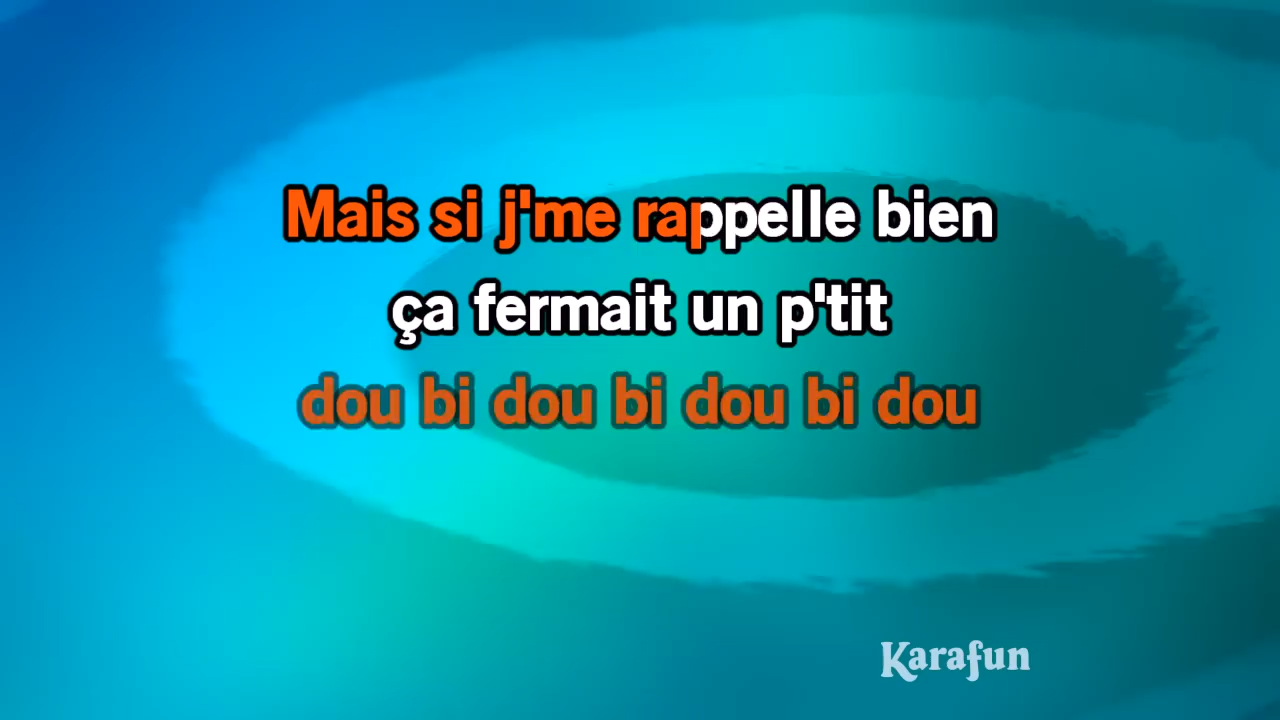 Mais si j'me rappelle bien
ça fermait un p'tit
dou bi dou bi dou bi dou
Karafun